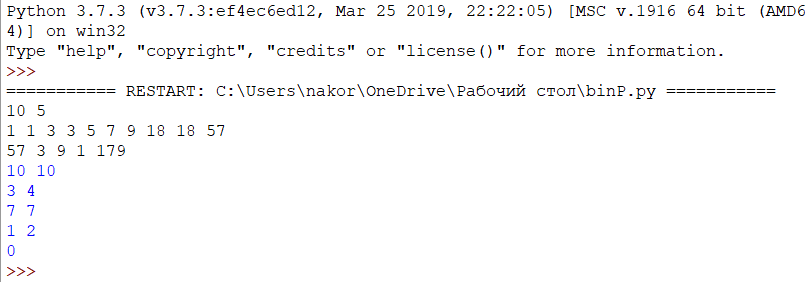 Python 3.7.3 (v3.7.3:ef4ec6ed12, Mar 25 2019, 22:22:05) [MSC v.1916 64 bit (AMD6
4)] on win32
Type "help", "copyright", "credits" or "license()" for more information.
>>>
=========== RESTART: C:\Users\nakor\OneDrive\Рабочий стол\binP.py ===========
10 5
1 1 3 3 5 7 9 18 18 57
57 3 9 1 179
10 10
3 4
7 7
1 2
0
>>>